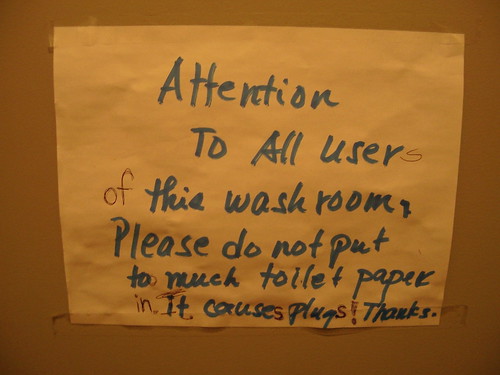 Attention
To All users
of this washroom,
Please do not put
to much toilet paper
in. It causes plugs! Thanks.